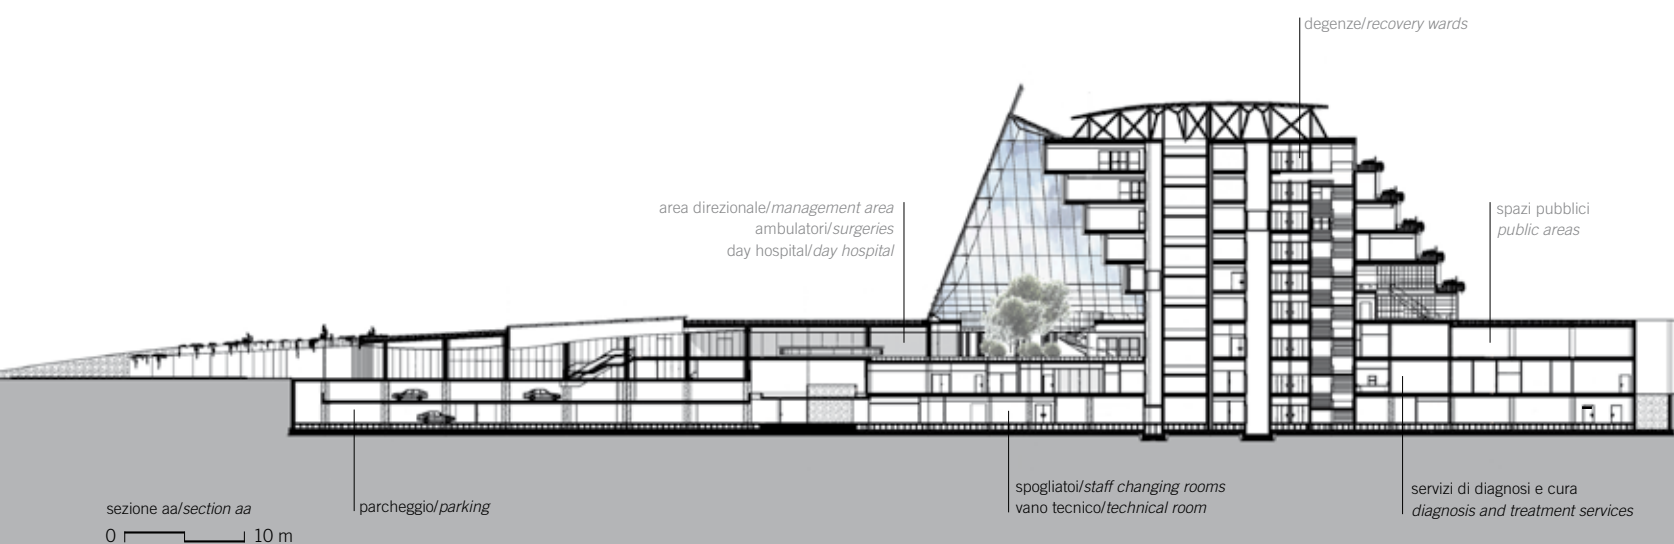 degenze/recovery wards
area direzionale/management area
ambulatori/surgeries
day hospital/day hospital
spazi pubblici
public areas
spogliatoi/staff changing rooms
vano tecnico/technical room
servizi di diagnosi e cura
diagnosis and treatment services
parcheggio/parking
sezione aa/section aa
0 10 m